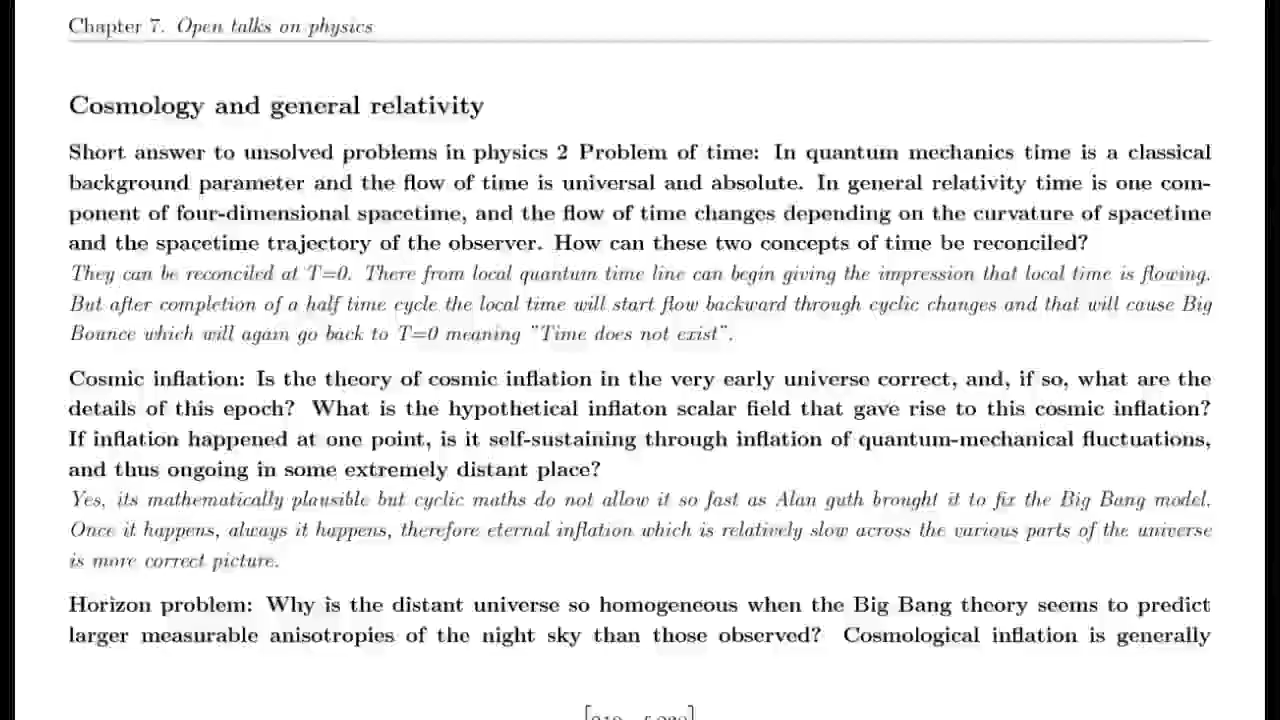 Chapter 7. Open talks on physics
Cosmology and general relativity
Short answer to unsolved problems in physics 2 Problem of time: In quantum mechanics time is a classical
background parameter and the flow of time is universal and absolute. In general relativity time is one com-
ponent of four-dimensional spacetime, and the flow of time changes depending on the curvature of spacetime
and the spacetime trajectory of the observer. How can these two concepts of time be reconciled?
They can be reconciled at T=0. There from local quantum time line can begin giving the impression that local time is flowing.
But after completion of a half time cycle the local time will start flow backward through cyclic changes and that will cause Big
Bounce which will again go back to T=0 meaning "Time does not exist".
Cosmic inflation: Is the theory of cosmic inflation in the very early universe correct, and, if so, what are the
details of this epoch? What is the hypothetical inflaton scalar field that gave rise to this cosmic inflation?
If inflation happened at one point, is it self-sustaining through inflation of quantum-mechanical fluctuations,
and thus ongoing in some extremely distant place?
Yes, its mathematically plausible but cyclic maths do not allow it so fast as Alan guth brought it to fix the Big Bang model.
Once it happens, always it happens, therefore eternal inflation which is relatively slow across the various parts of the universe
is more correct picture.
Horizon problem: Why is the distant universe so homogeneous when the Big Bang theory seems to predict
larger measurable anisotropies of the night sky than those observed? Cosmological inflation is generally